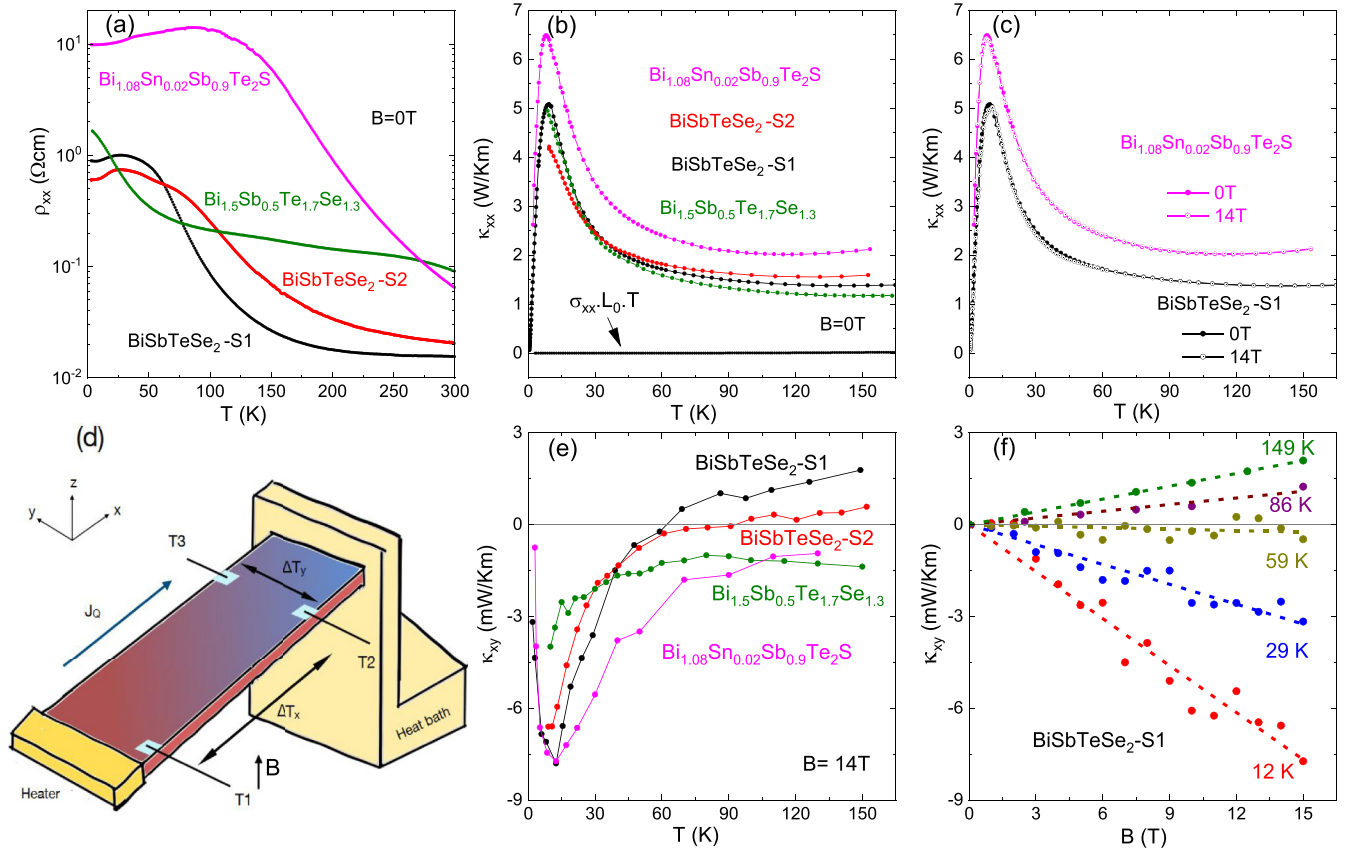 (a)
10¹
10⁰
10⁻¹
10⁻²
ρxx (Ωcm)
Bi1.08Sn0.02Sb0.9Te2S
B=0T
Bi1.5Sb0.5Te1.7Se1.3
BiSbTeSe2-S2
BiSbTeSe2-S1
0 50 100 150 200 250 300
T (K)
(b)
7
6
5
4
3
2
1
0
κxx (W/Km)
Bi1.08Sn0.02Sb0.9Te2S
BiSbTeSe2-S2
BiSbTeSe2-S1
Bi1.5Sb0.5Te1.7Se1.3
σxx.L0.T
B=0T
0 30 60 90 120 150
T (K)
(c)
7
6
5
4
3
2
1
0
κxx (W/Km)
Bi1.08Sn0.02Sb0.9Te2S
0T
14T
BiSbTeSe2-S1
0T
14T
0 30 60 90 120 150
T (K)
(d)
z
y
x
T3
ΔTy
JQ
T2
ΔTx
Heat bath
B
T1
Heater
(e)
3
0
-3
-6
-9
κxy (mW/Km)
BiSbTeSe2-S1
BiSbTeSe2-S2
Bi1.5Sb0.5Te1.7Se1.3
Bi1.08Sn0.02Sb0.9Te2S
B= 14T
0 30 60 90 120 150
T (K)
(f)
3
0
-3
-6
-9
κxy (mW/Km)
149 K
86 K
59 K
29 K
BiSbTeSe2-S1
12 K
0 3 6 9 12 15
B (T)